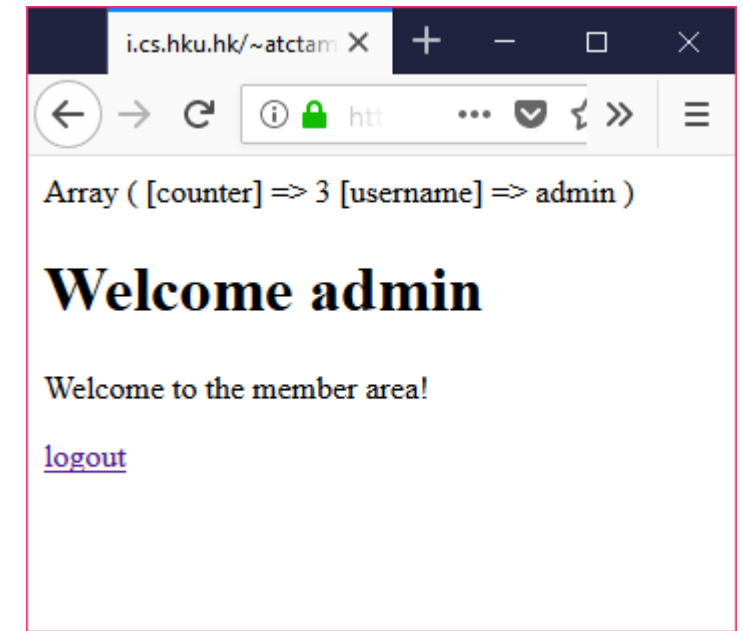 i.cs.hku.hk/~atctam
htt
Array ( [counter] => 3 [username] => admin )
Welcome admin
Welcome to the member area!
logout